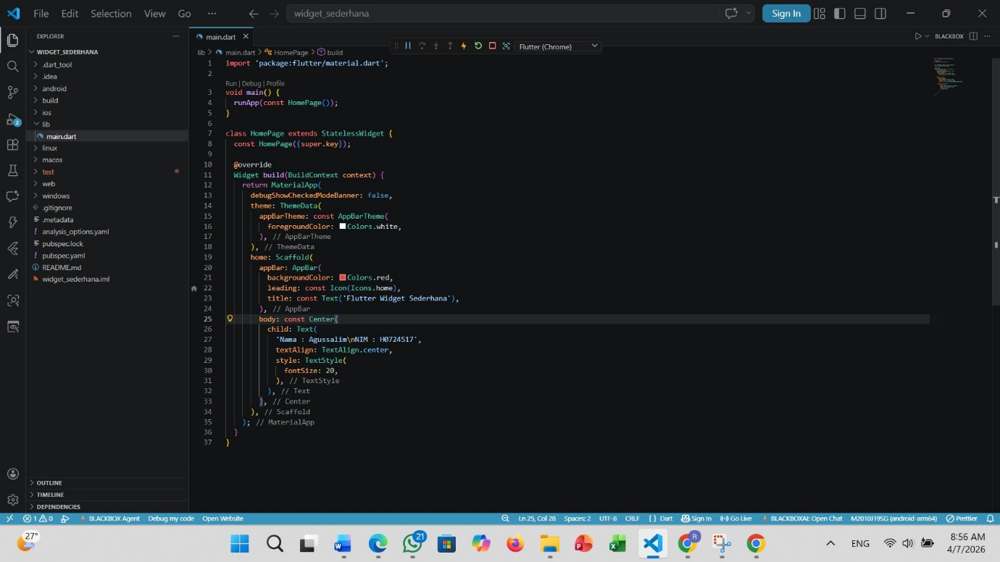 File Edit Selection View Go ··· widget_sederhana Sign In
EXPLORER ···
WIDGET_SEDERHANA
.dart_tool
.idea
android
build
ios
lib
main.dart
linux
macos
test
web
windows
.gitignore
.metadata
analysis_options.yaml
pubspec.lock
pubspec.yaml
README.md
widget_sederhana.iml
OUTLINE
TIMELINE
DEPENDENCIES
2
main.dart
Flutter (Chrome)
BLACKBOX
lib > main.dart > HomePage > build
1 import 'package:flutter/material.dart';
2
Run | Debug | Profile
3 void main() {
4 runApp(const HomePage());
5 }
6
7 class HomePage extends StatelessWidget {
8 const HomePage({super.key});
9
10 @override
11 Widget build(BuildContext context) {
12 return MaterialApp(
13 debugShowCheckedModeBanner: false,
14 theme: ThemeData(
15 appBarTheme: const AppBarTheme(
16 foregroundColor: Colors.white,
17 ), // AppBarTheme
18 ), // ThemeData
19 home: Scaffold(
20 appBar: AppBar(
21 backgroundColor: Colors.red,
22 leading: const Icon(Icons.home),
23 title: const Text('Flutter Widget Sederhana'),
24 ), // AppBar
25 body: const Center(
26 child: Text(
27 'Nama : Agussalim\nNIM : H0724517',
28 textAlign: TextAlign.center,
29 style: TextStyle(
30 fontSize: 20,
31 ), // TextStyle
32 ), // Text
33 ), // Center
34 ), // Scaffold
35 ); // MaterialApp
36 }
37 }
1 0 BLACKBOX Agent Debug my code Open Website Ln 25, Col 28 Spaces: 2 UTF-8 CRLF {} Dart Sign In Go Live BLACKBOXAI: Open Chat M2010J19SG (android-arm64) Prettier
27° 21 R ENG 8:56 AM
4/7/2026